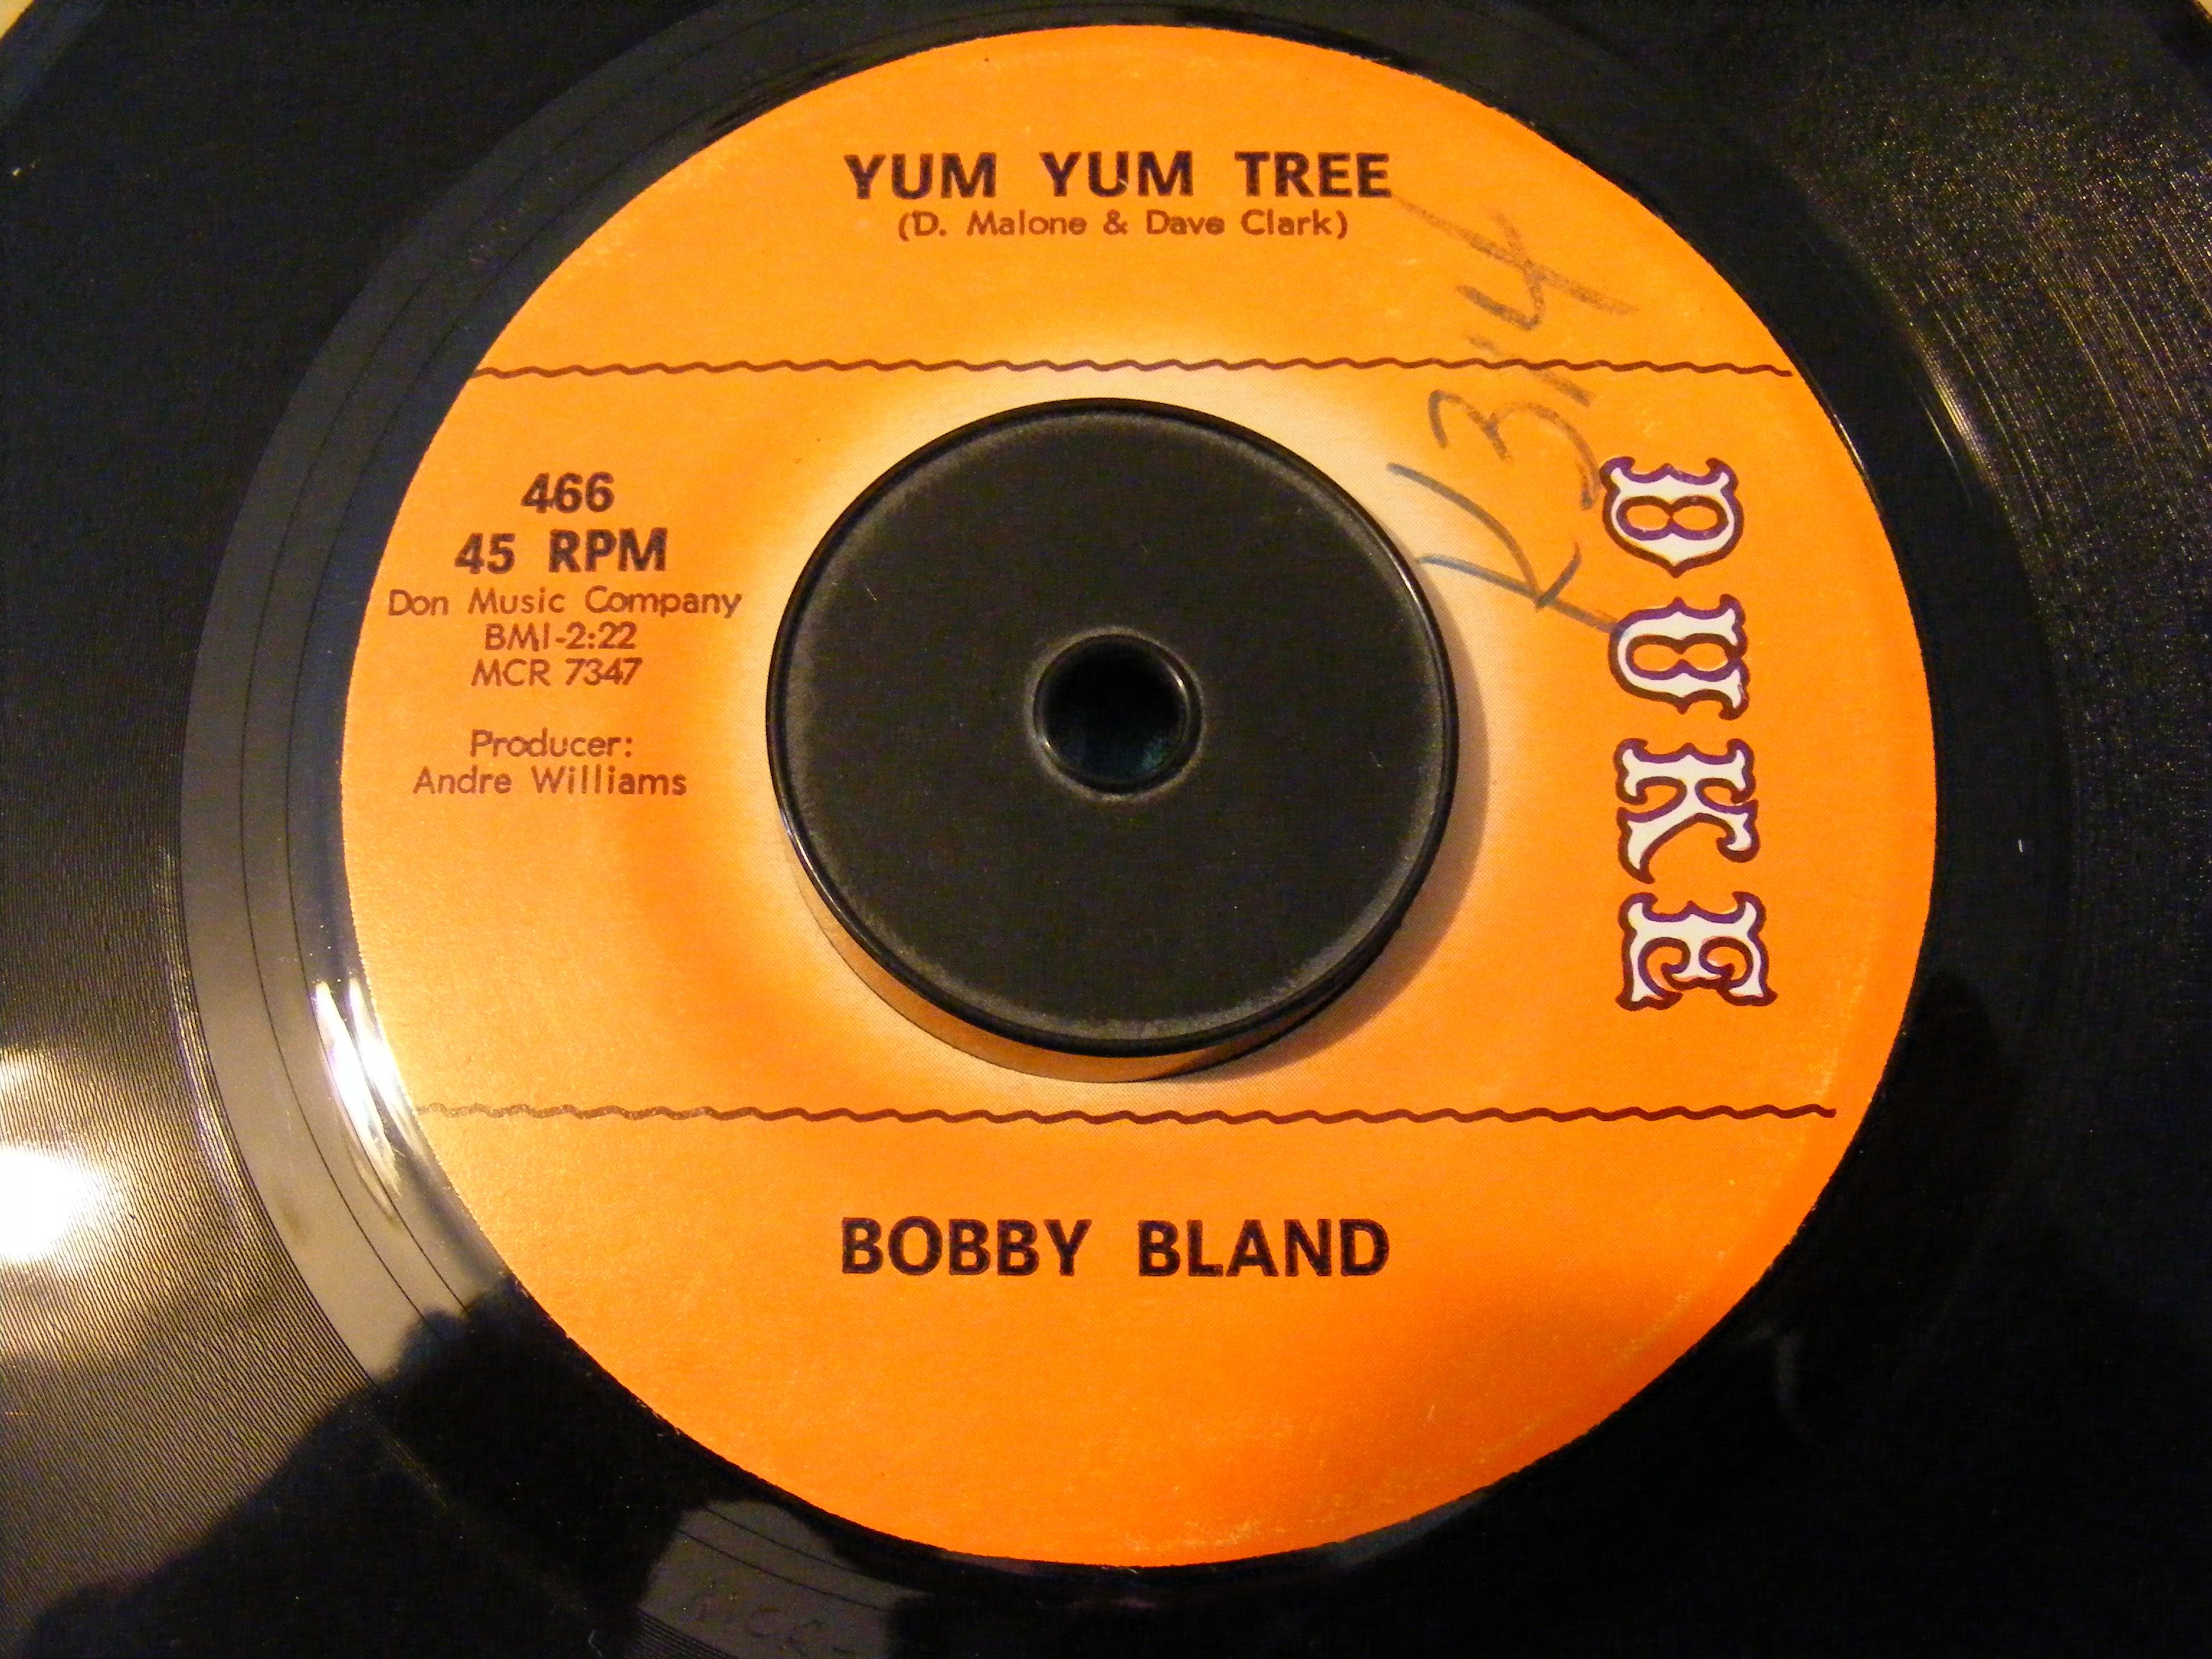 YUM YUM TREE
(D. Malone & Dave Clark)
466
45 RPM
Don Music Company
BMI-2:22
MCR 7347
Producer:
Andre Williams
DUKE
BOBBY BLAND